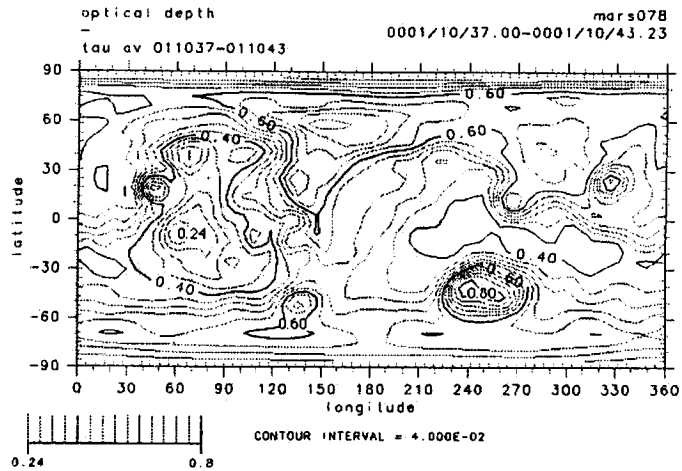 optical depth
mars078
–
0001/10/37.00-0001/10/43.23
tau av 011037-011043
90
60
30
0
-30
-60
-90
latitude
0.60
0.60
0.40
0.60
0.24
0.40
0.40
0.60
0.80
0.60
0 30 60 90 120 150 180 210 240 270 300 330 360
longitude
CONTOUR INTERVAL = 4.000E-02
0.24 0.8